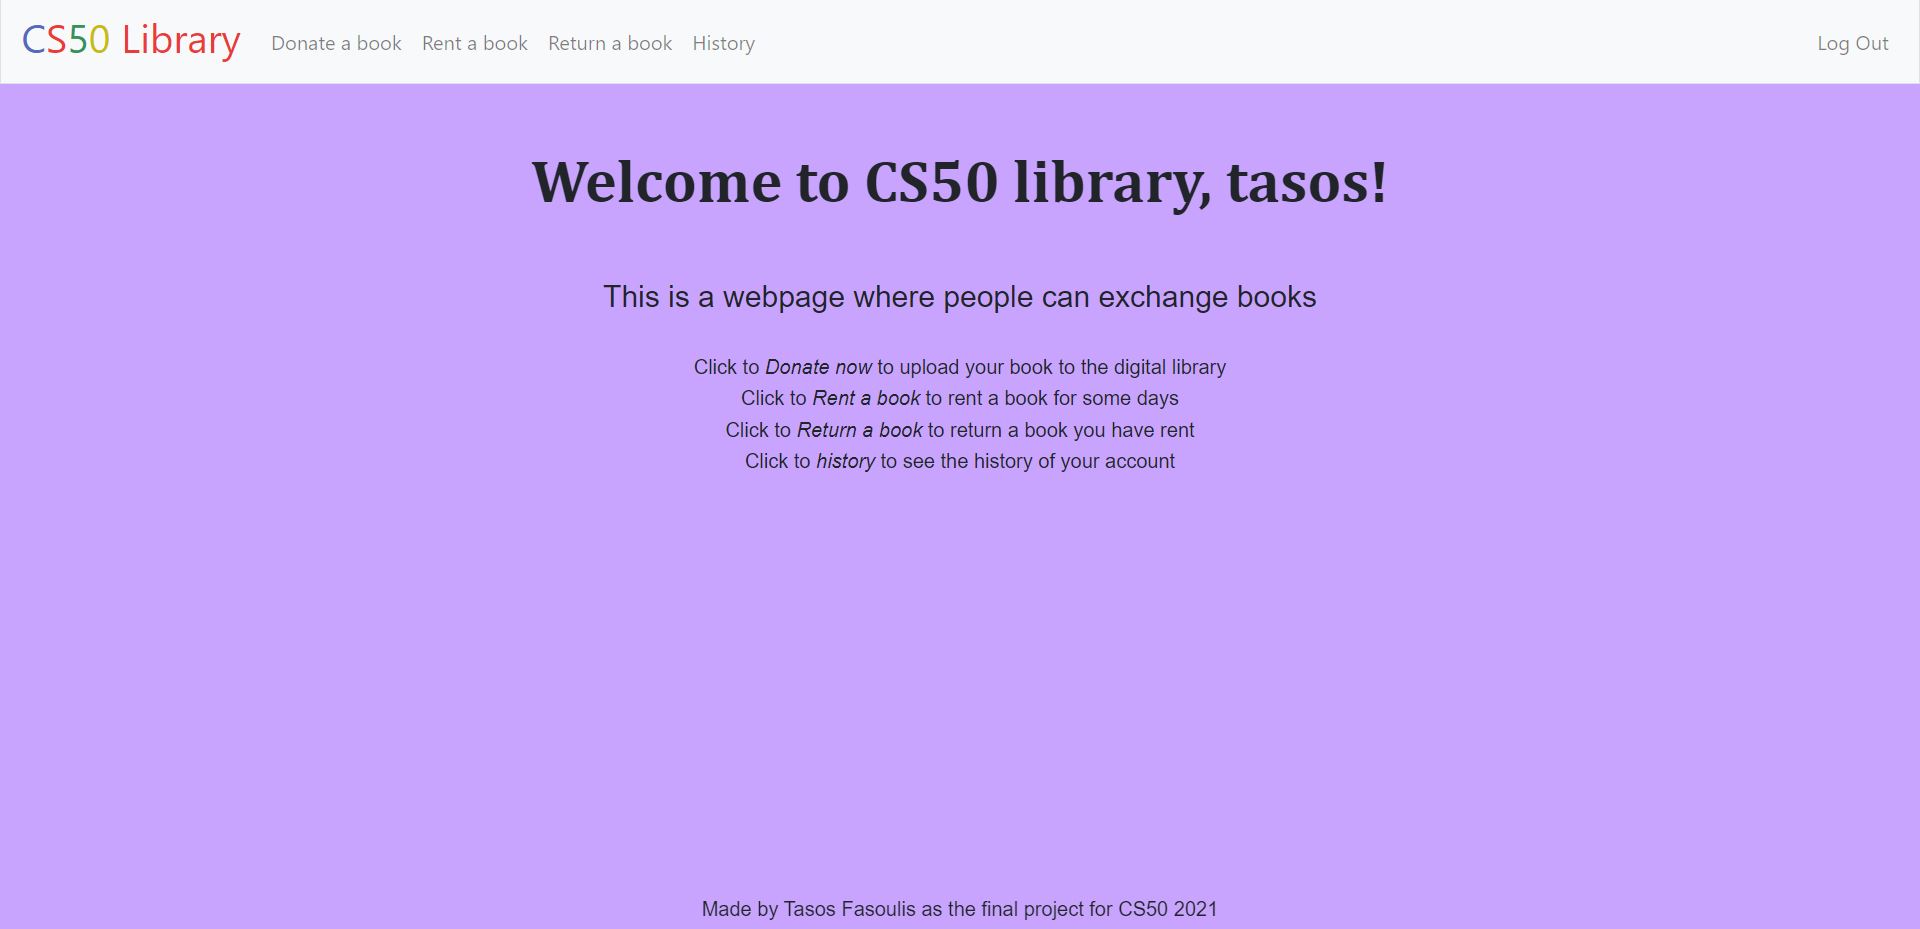 CS50 Library Donate a book Rent a book Return a book History Log Out
Welcome to CS50 library, tasos!
This is a webpage where people can exchange books
Click to Donate now to upload your book to the digital library
Click to Rent a book to rent a book for some days
Click to Return a book to return a book you have rent
Click to history to see the history of your account
Made by Tasos Fasoulis as the final project for CS50 2021